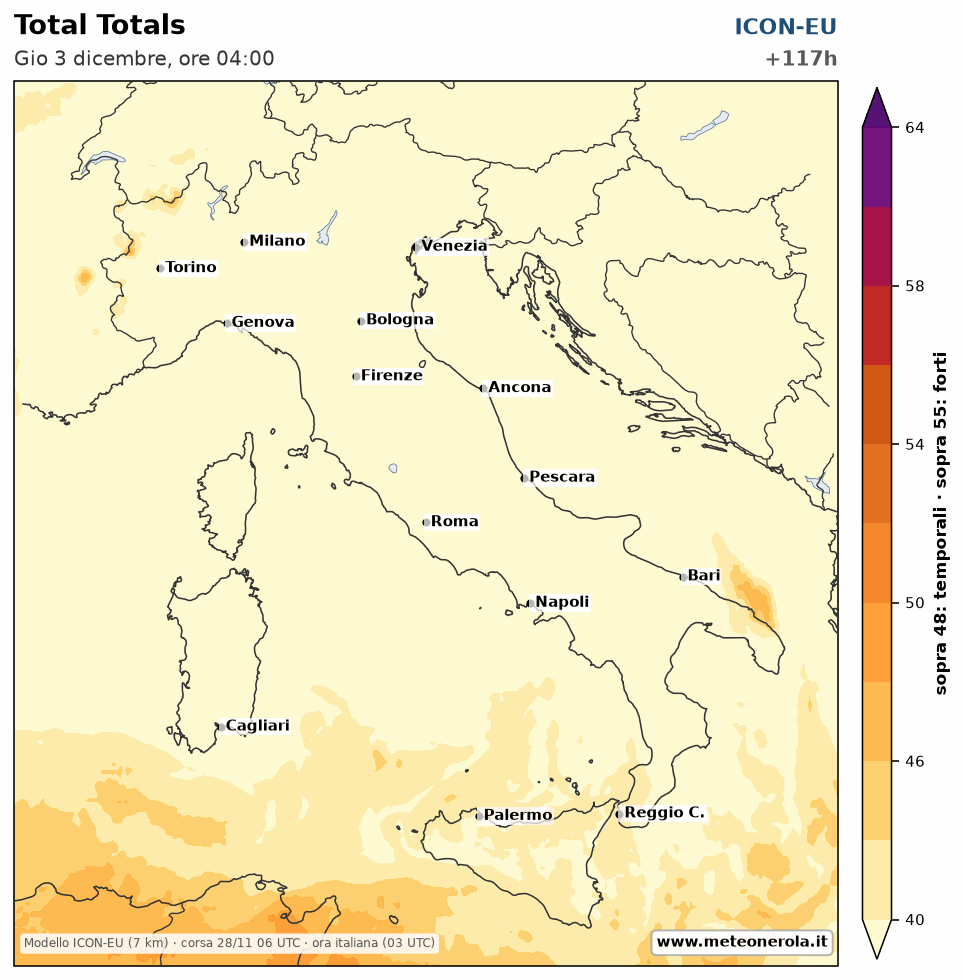 Total Totals
ICON-EU
Gio 3 dicembre, ore 04:00
+117h
64
58
54
50
46
40
sopra 48: temporali · sopra 55: forti
Milano
Venezia
Torino
Genova
Bologna
Firenze
Ancona
Pescara
Roma
Bari
Napoli
Cagliari
Palermo
Reggio C.
Modello ICON-EU (7 km) · corsa 28/11 06 UTC · ora italiana (03 UTC)
www.meteonerola.it